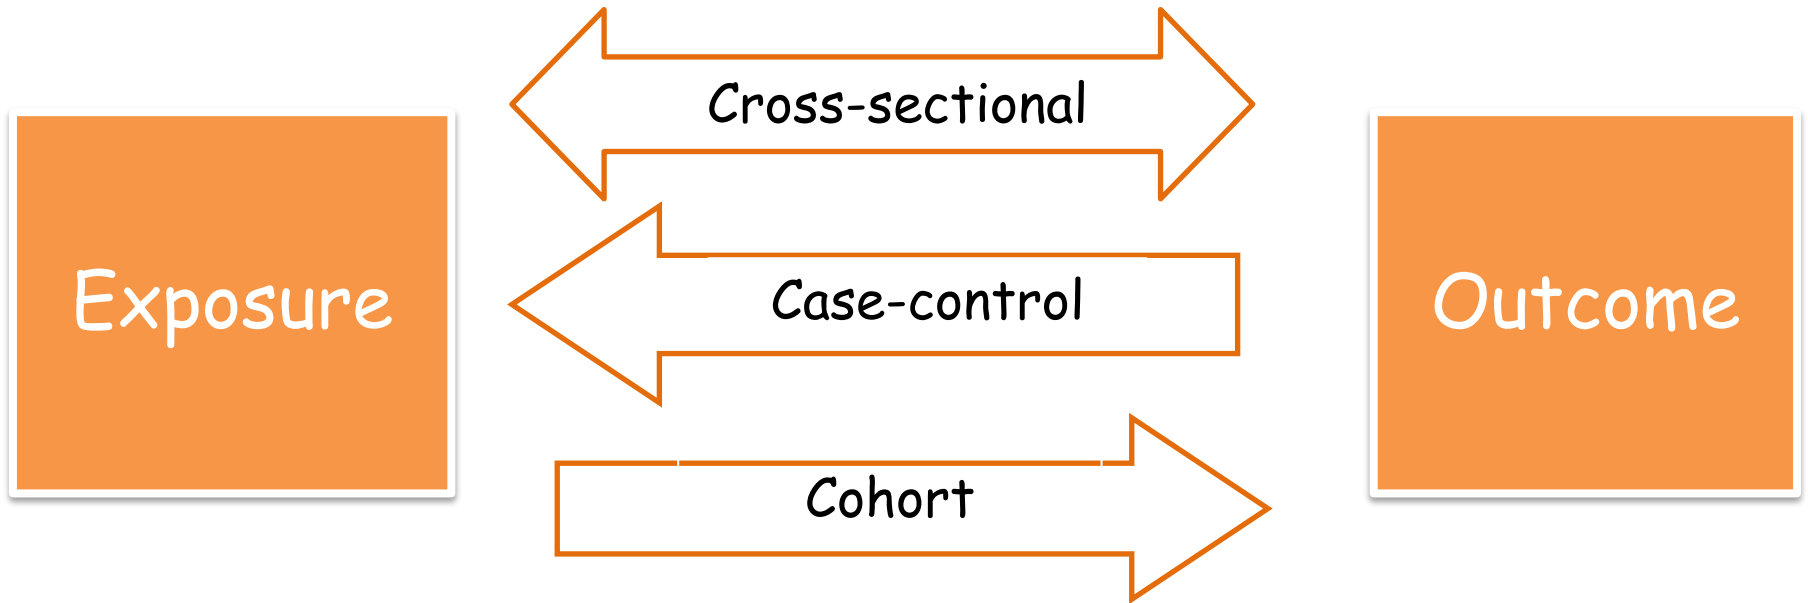 Cross-sectional
Exposure
Case-control
Outcome
Cohort